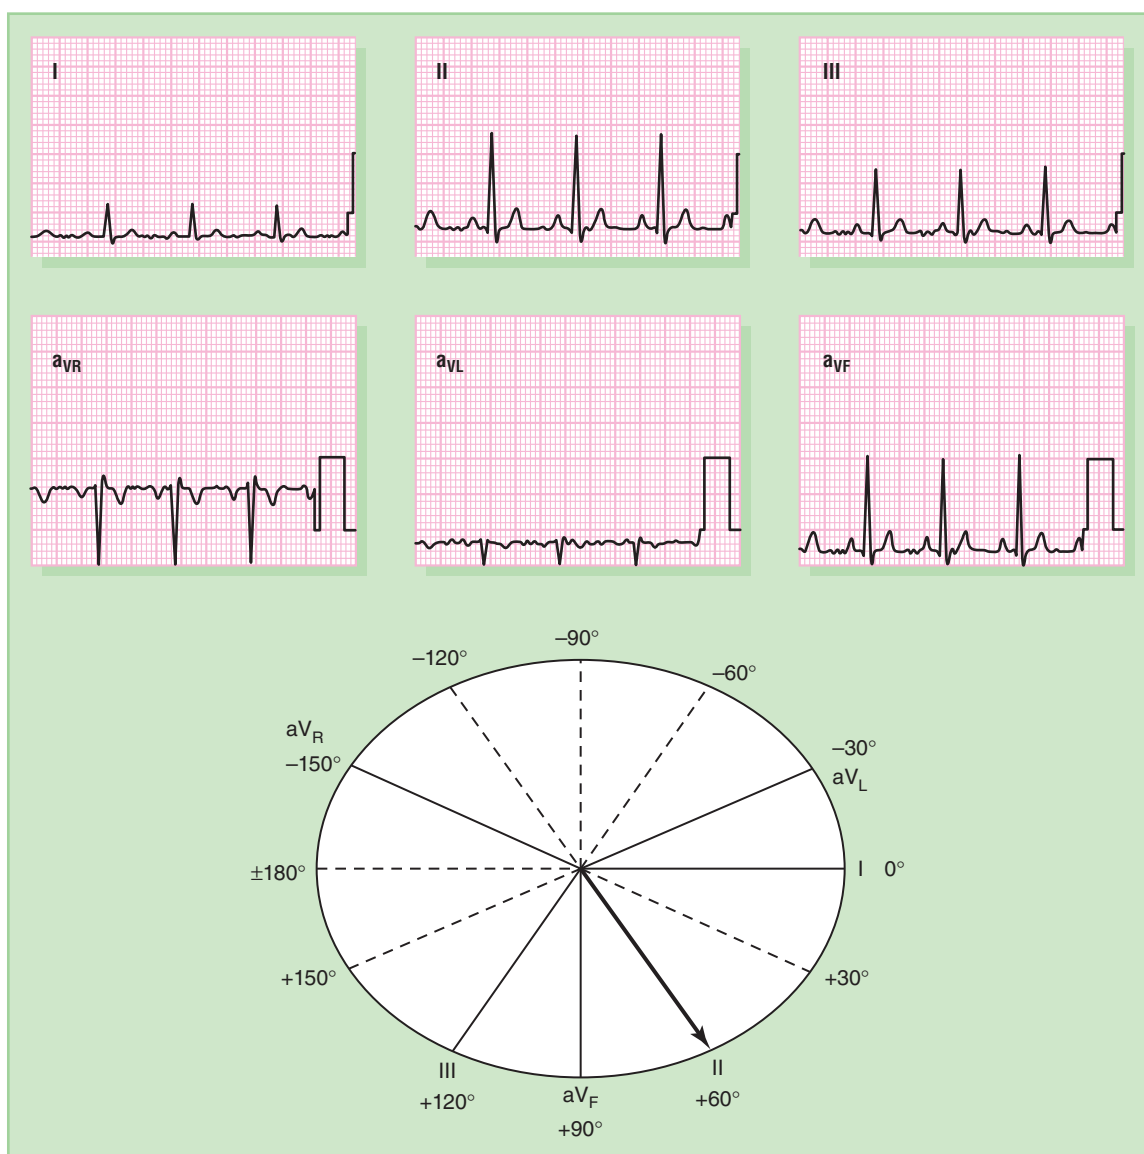 I
II
III
aVR
aVL
aVF
–90°
–120°
–60°
aVR
–150°
–30°
aVL
±180°
I 0°
+150°
+30°
III
+120°
aVF
+90°
II
+60°